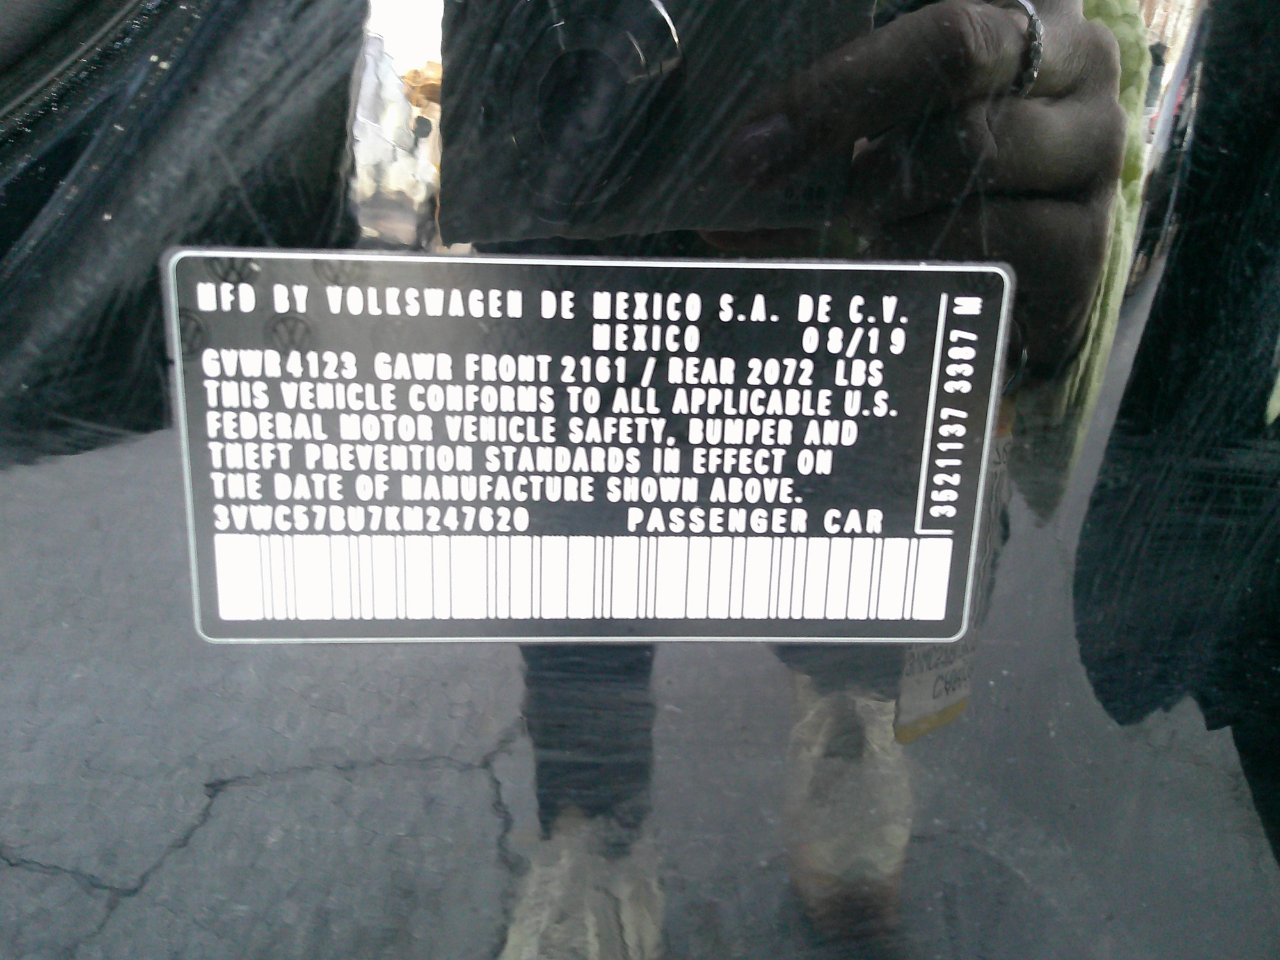 MFD BY VOLKSWAGEN DE MEXICO S.A. DE C.V.
MEXICO 08/19
GVWR 4123 GAWR FRONT 2161 / REAR 2072 LBS
THIS VEHICLE CONFORMS TO ALL APPLICABLE U.S.
FEDERAL MOTOR VEHICLE SAFETY, BUMPER AND
THEFT PREVENTION STANDARDS IN EFFECT ON
THE DATE OF MANUFACTURE SHOWN ABOVE.
3VWC57BU7KM247620 PASSENGER CAR
3521137 3387 M